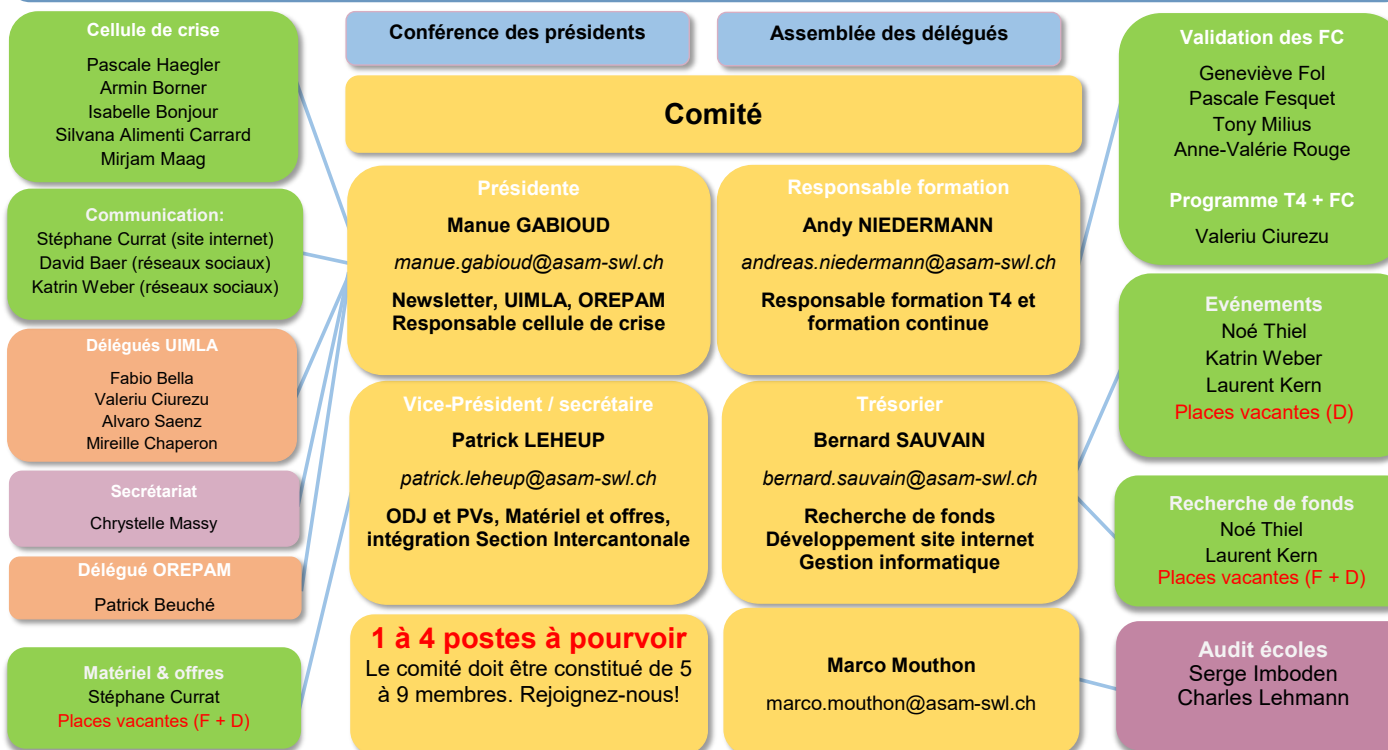 Cellule de crise
Pascale Haegler
Armin Borner
Isabelle Bonjour
Silvana Alimenti Carrard
Mirjam Maag
Communication:
Stéphane Currat (site internet)
David Baer (réseaux sociaux)
Katrin Weber (réseaux sociaux)
Délégués UIMLA
Fabio Bella
Valeriu Ciurezu
Alvaro Saenz
Mireille Chaperon
Secrétariat
Chrystelle Massy
Délégué OREPAM
Patrick Beuché
Matériel & offres
Stéphane Currat
Places vacantes (F + D)
Conférence des présidents
Assemblée des délégués
Comité
Présidente
Manue GABIOUD
manue.gabioud@asam-swl.ch
Newsletter, UIMLA, OREPAM
Responsable cellule de crise
Responsable formation
Andy NIEDERMANN
andreas.niedermann@asam-swl.ch
Responsable formation T4 et
formation continue
Vice-Président / secrétaire
Patrick LEHEUP
patrick.leheup@asam-swl.ch
ODJ et PVs, Matériel et offres,
intégration Section Intercantonale
Trésorier
Bernard SAUVAIN
bernard.sauvain@asam-swl.ch
Recherche de fonds
Développement site internet
Gestion informatique
1 à 4 postes à pourvoir
Le comité doit être constitué de 5
à 9 membres. Rejoignez-nous!
Marco Mouthon
marco.mouthon@asam-swl.ch
Validation des FC
Geneviève Fol
Pascale Fesquet
Tony Milius
Anne-Valérie Rouge
Programme T4 + FC
Valeriu Ciurezu
Evénements
Noé Thiel
Katrin Weber
Laurent Kern
Places vacantes (D)
Recherche de fonds
Noé Thiel
Laurent Kern
Places vacantes (F + D)
Audit écoles
Serge Imboden
Charles Lehmann